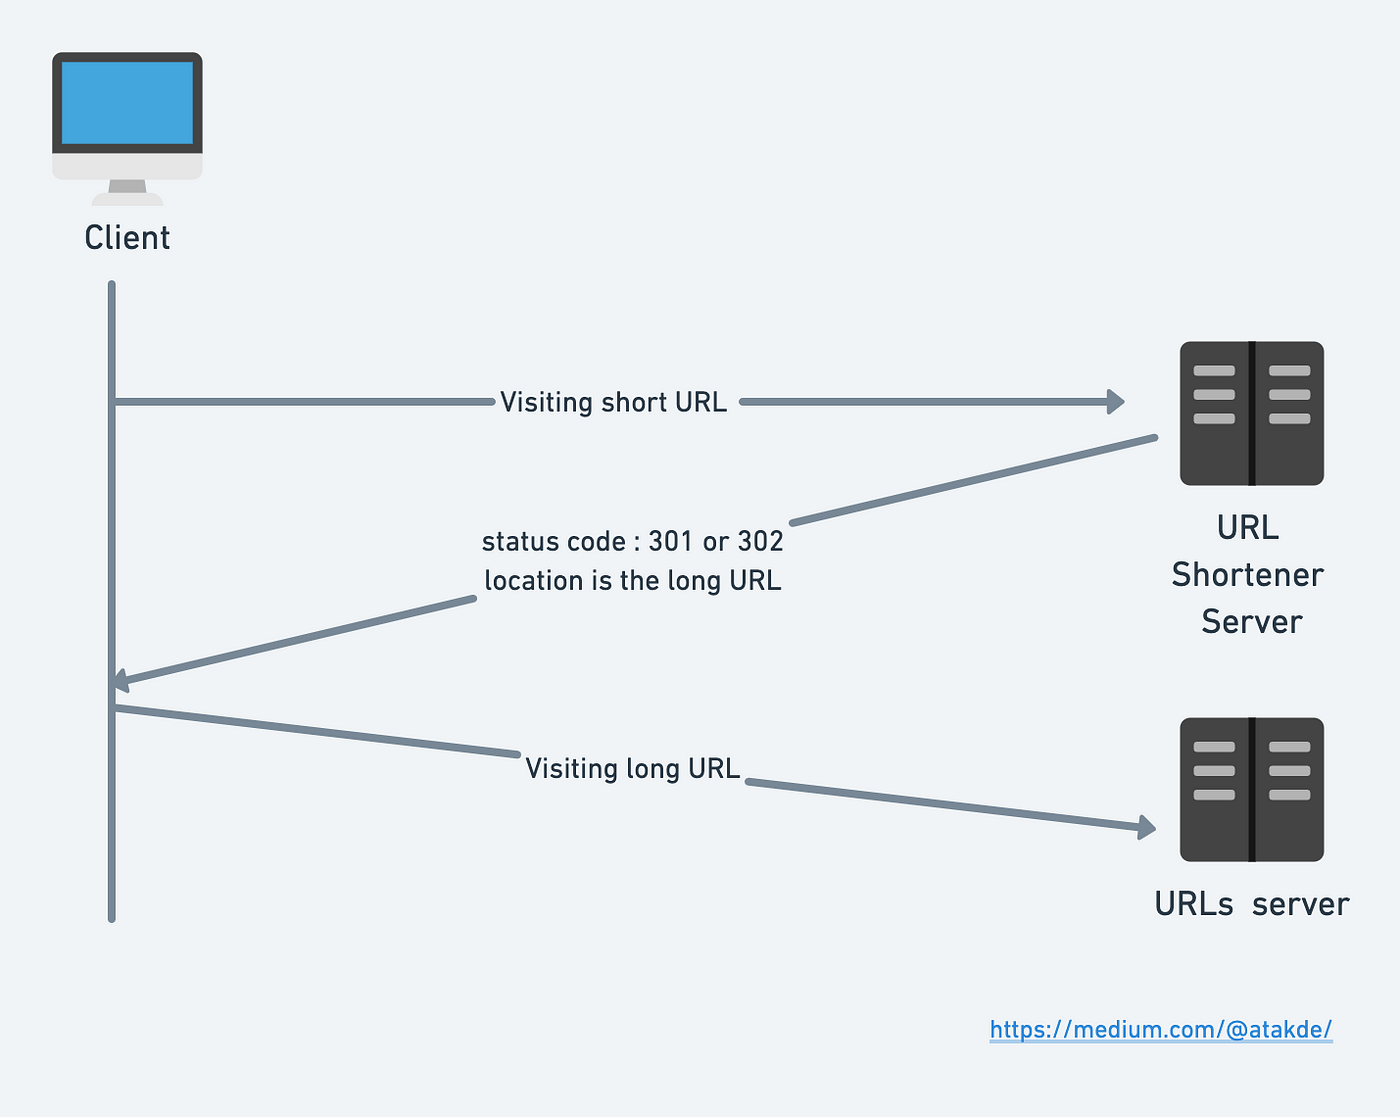 Client
Visiting short URL
status code : 301 or 302
location is the long URL
URL
Shortener
Server
Visiting long URL
URLs server
https://medium.com/@atakde/